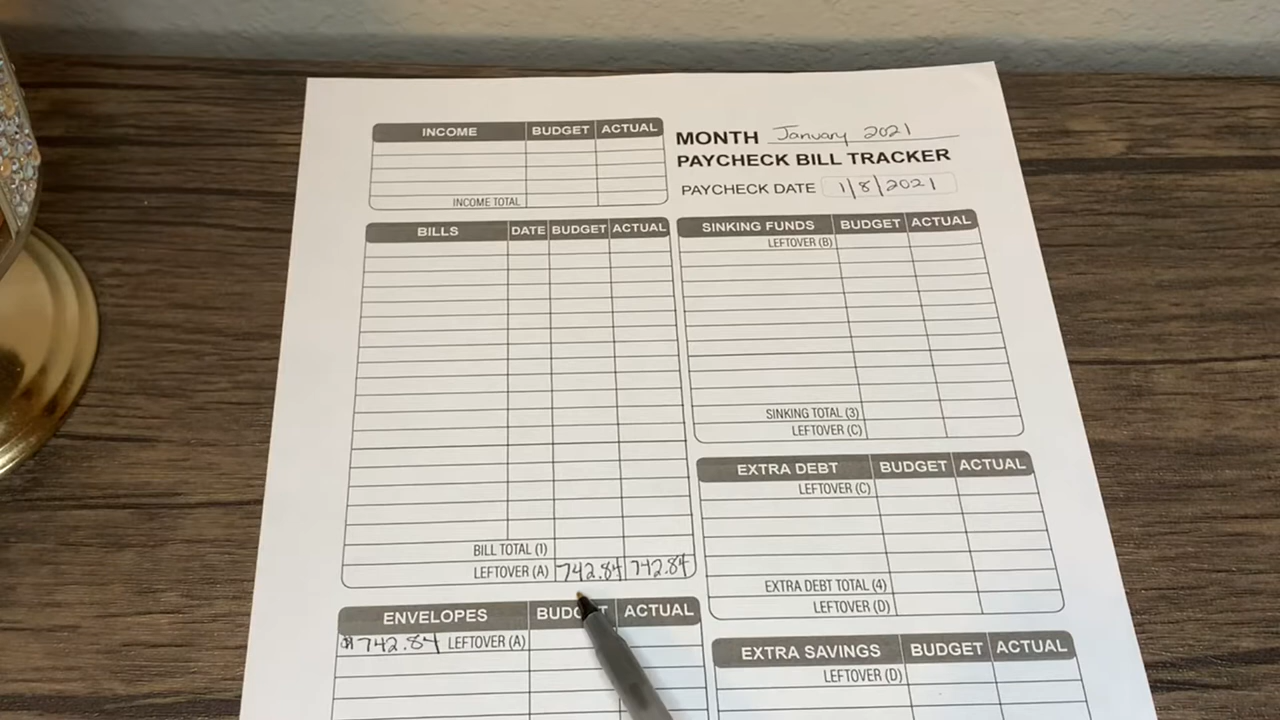 INCOME BUDGET ACTUAL
INCOME TOTAL
MONTH January 2021
PAYCHECK BILL TRACKER
PAYCHECK DATE 1/8/2021
BILLS DATE BUDGET ACTUAL
BILL TOTAL (1)
LEFTOVER (A) 742.84 742.84
SINKING FUNDS BUDGET ACTUAL
LEFTOVER (B)
SINKING TOTAL (3)
LEFTOVER (C)
EXTRA DEBT BUDGET ACTUAL
LEFTOVER (C)
EXTRA DEBT TOTAL (4)
LEFTOVER (D)
ENVELOPES BUDGET ACTUAL
$742.84 LEFTOVER (A)
EXTRA SAVINGS BUDGET ACTUAL
LEFTOVER (D)